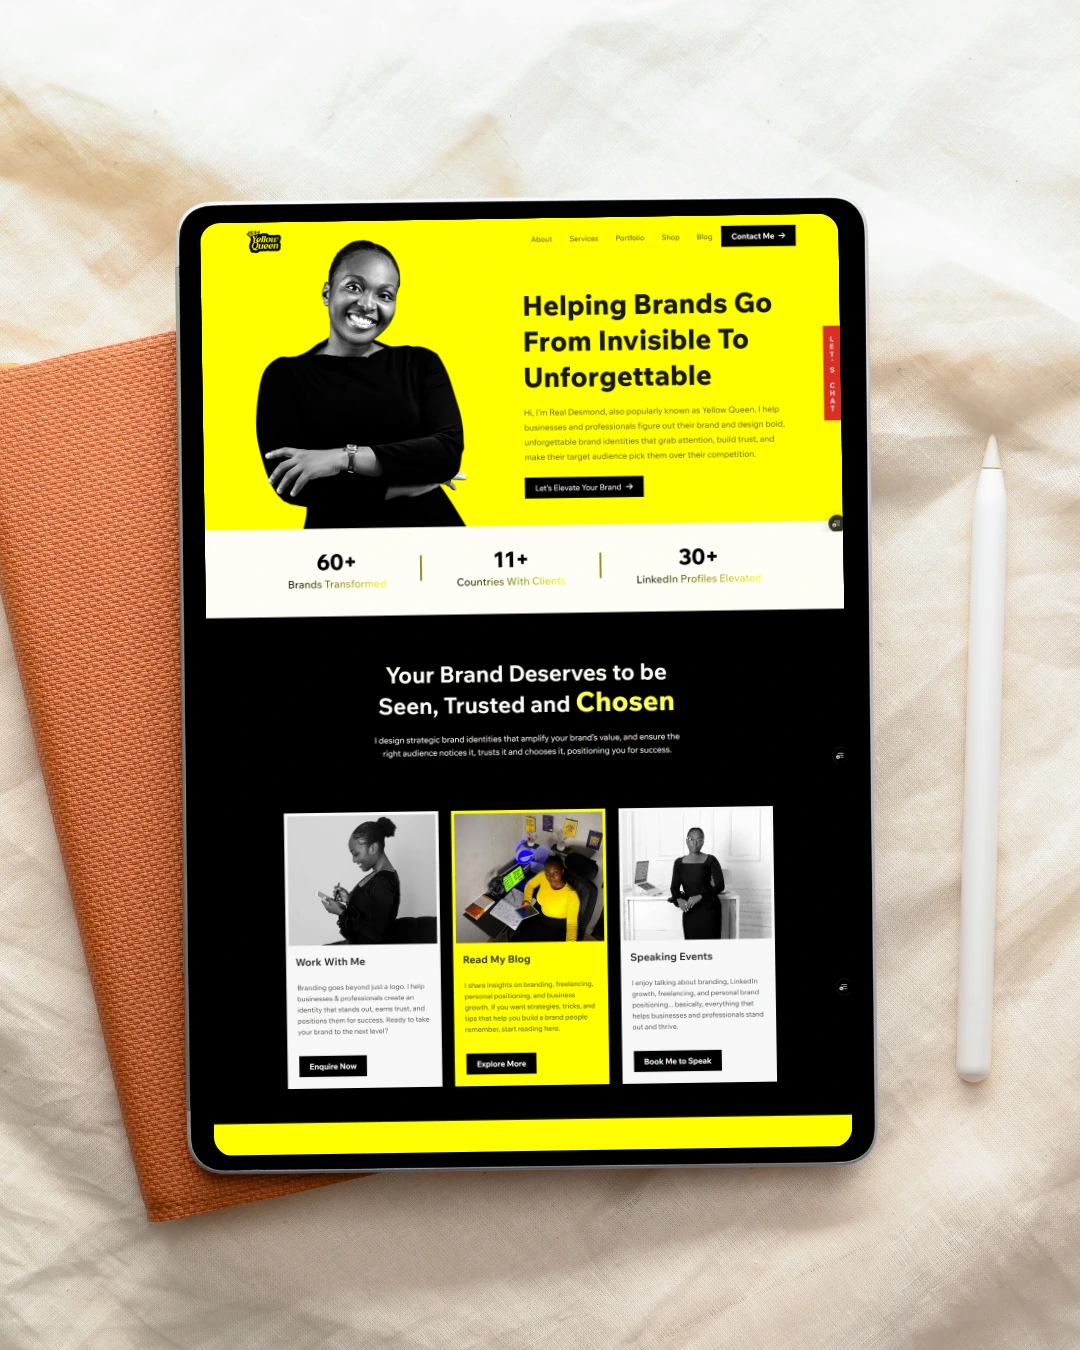 Yellow
Queen
About Services Portfolio Shop Blog Contact Me →
Helping Brands Go
From Invisible To
Unforgettable
Hi, I'm Real Desmond, also popularly known as Yellow Queen. I help
businesses and professionals figure out their brand and design bold,
unforgettable brand identities that grab attention, build trust, and
make their target audience pick them over their competition.
Let's Elevate Your Brand →
LET'S CHAT
60+
Brands Transformed
11+
Countries With Clients
30+
LinkedIn Profiles Elevated
Your Brand Deserves to be
Seen, Trusted and Chosen
I design strategic brand identities that amplify your brand's value, and ensure the
right audience notices it, trusts it and chooses it, positioning you for success.
Work With Me
Branding goes beyond just a logo. I help
businesses & professionals create an
identity that stands out, earns trust, and
positions them for success. Ready to take
your brand to the next level?
Enquire Now
Read My Blog
I share insights on branding, freelancing,
personal positioning, and business
growth. If you want strategies, tricks, and
tips that help you build a brand people
remember, start reading here.
Explore More
Speaking Events
I enjoy talking about branding, LinkedIn
growth, freelancing, and personal brand
positioning... basically, everything that
helps businesses and professionals stand
out and thrive.
Book Me to Speak